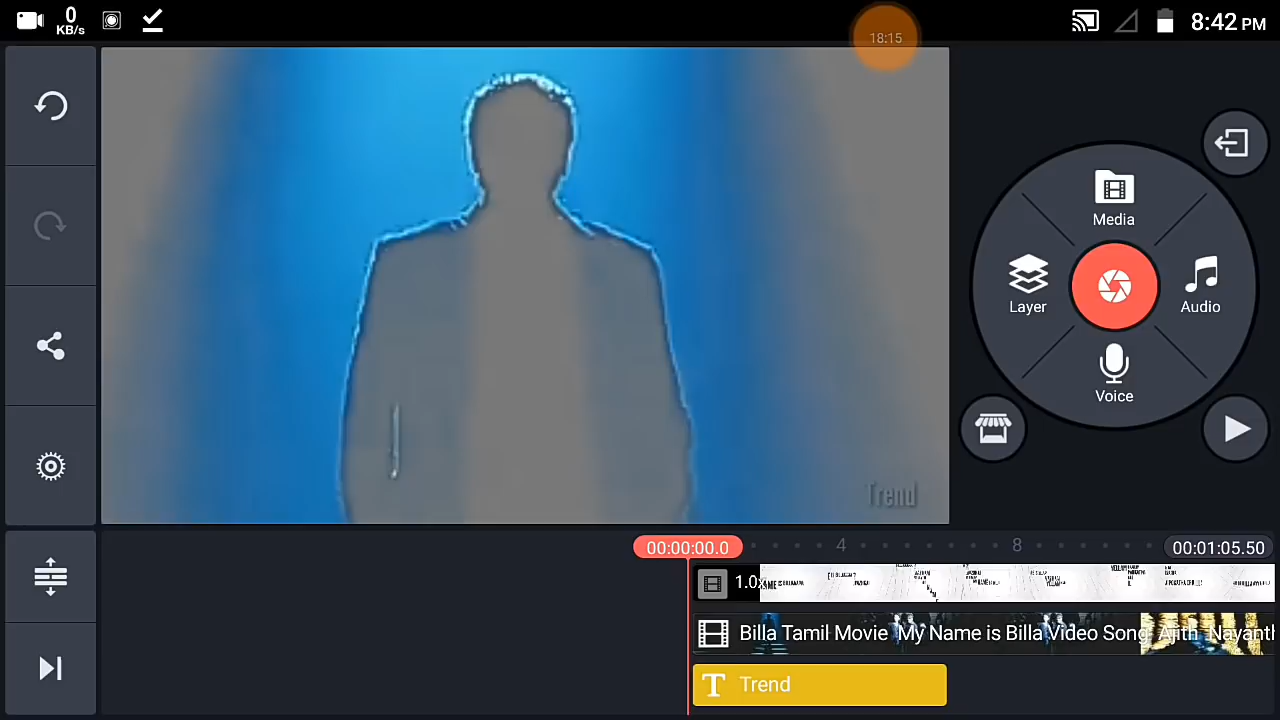 0
KB/s
18:15
8:42 PM
Media
Layer
Audio
Voice
Trend
00:00:00.0
4
8
00:01:05.50
1.0x
Billa Tamil Movie My Name is Billa Video Song Ajith Nayanth
T Trend